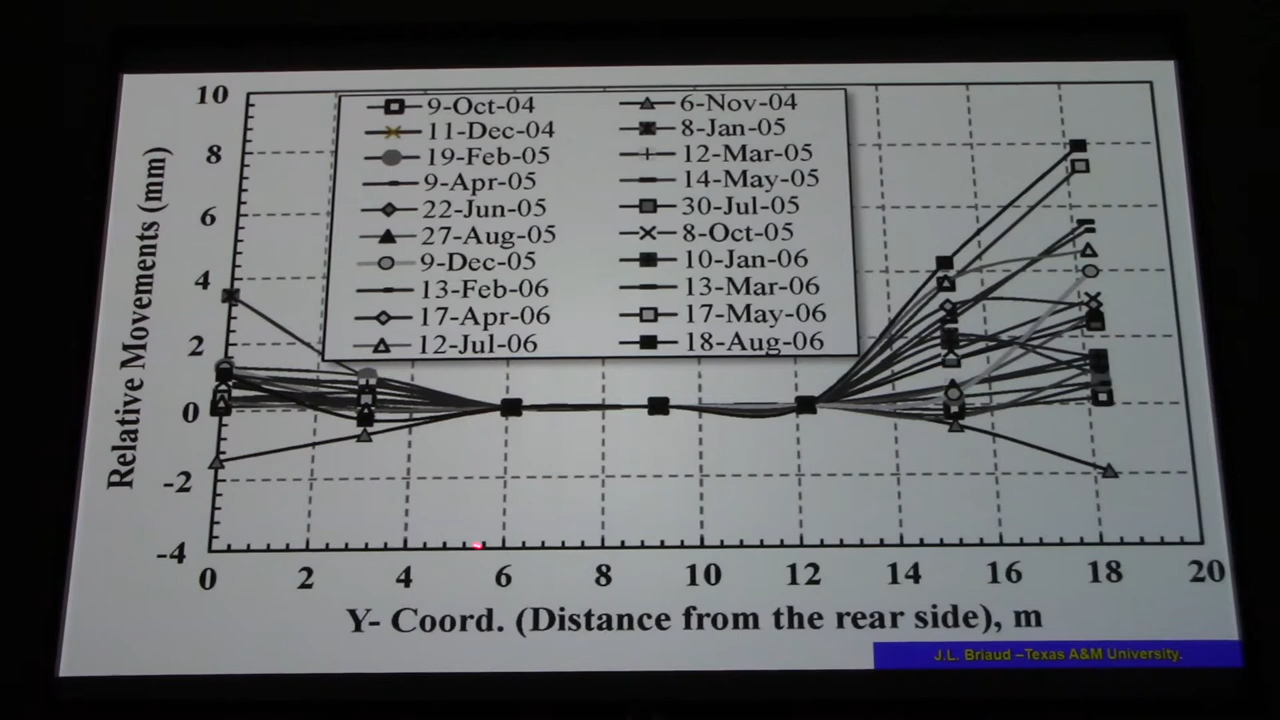 10
8
6
4
2
0
-2
-4
Relative Movements (mm)
9-Oct-04 6-Nov-04
11-Dec-04 8-Jan-05
19-Feb-05 12-Mar-05
9-Apr-05 14-May-05
22-Jun-05 30-Jul-05
27-Aug-05 8-Oct-05
9-Dec-05 10-Jan-06
13-Feb-06 13-Mar-06
17-Apr-06 17-May-06
12-Jul-06 18-Aug-06
0 2 4 6 8 10 12 14 16 18 20
Y- Coord. (Distance from the rear side), m
J.L. Briaud –Texas A&M University.